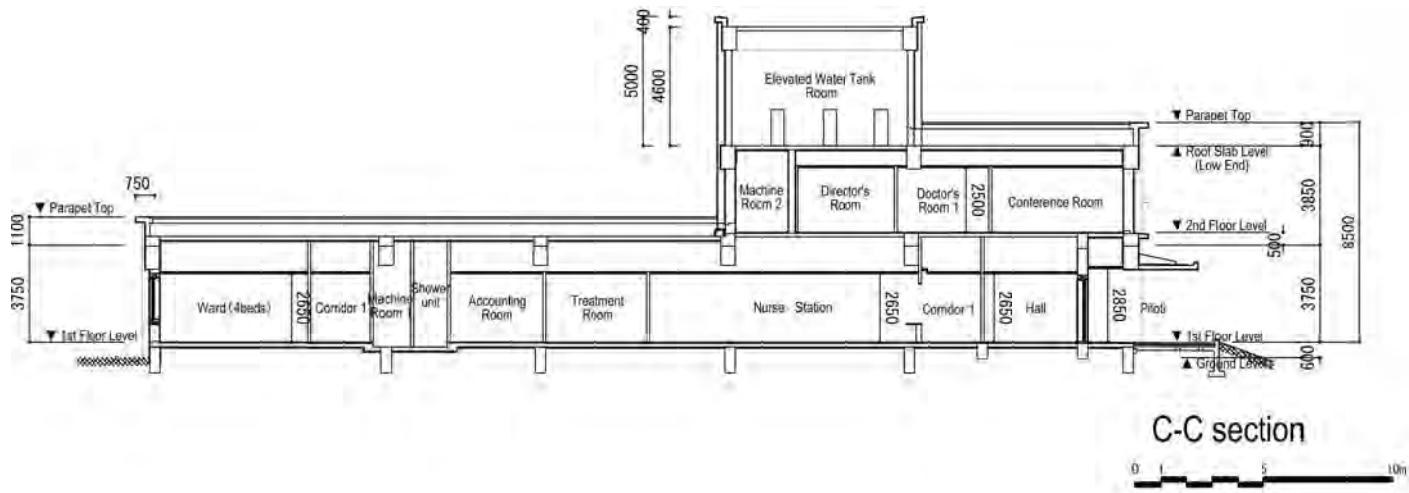 400
5000
4600
Elevated Water Tank
Room
▼ Parapet Top
900
▲ Roof Slab Level
(Low End)
750
Machine
Room 2
Director's
Room
Doctor's
Room 1
2500
Conference Room
3850
▼ Parapet Top
1100
▼ 2nd Floor Level
500
8500
3750
Ward (4beds)
2650
Corridor 1
Machine
Room 1
Shower
unit
Accounting
Room
Treatment
Room
Nurse Station
2650
Corridor 1
2650
Hall
2850
Piloti
3750
▼ 1st Floor Level
▼ 1st Floor Level
600
▲ Ground Level
C-C section
0 1 5 10m